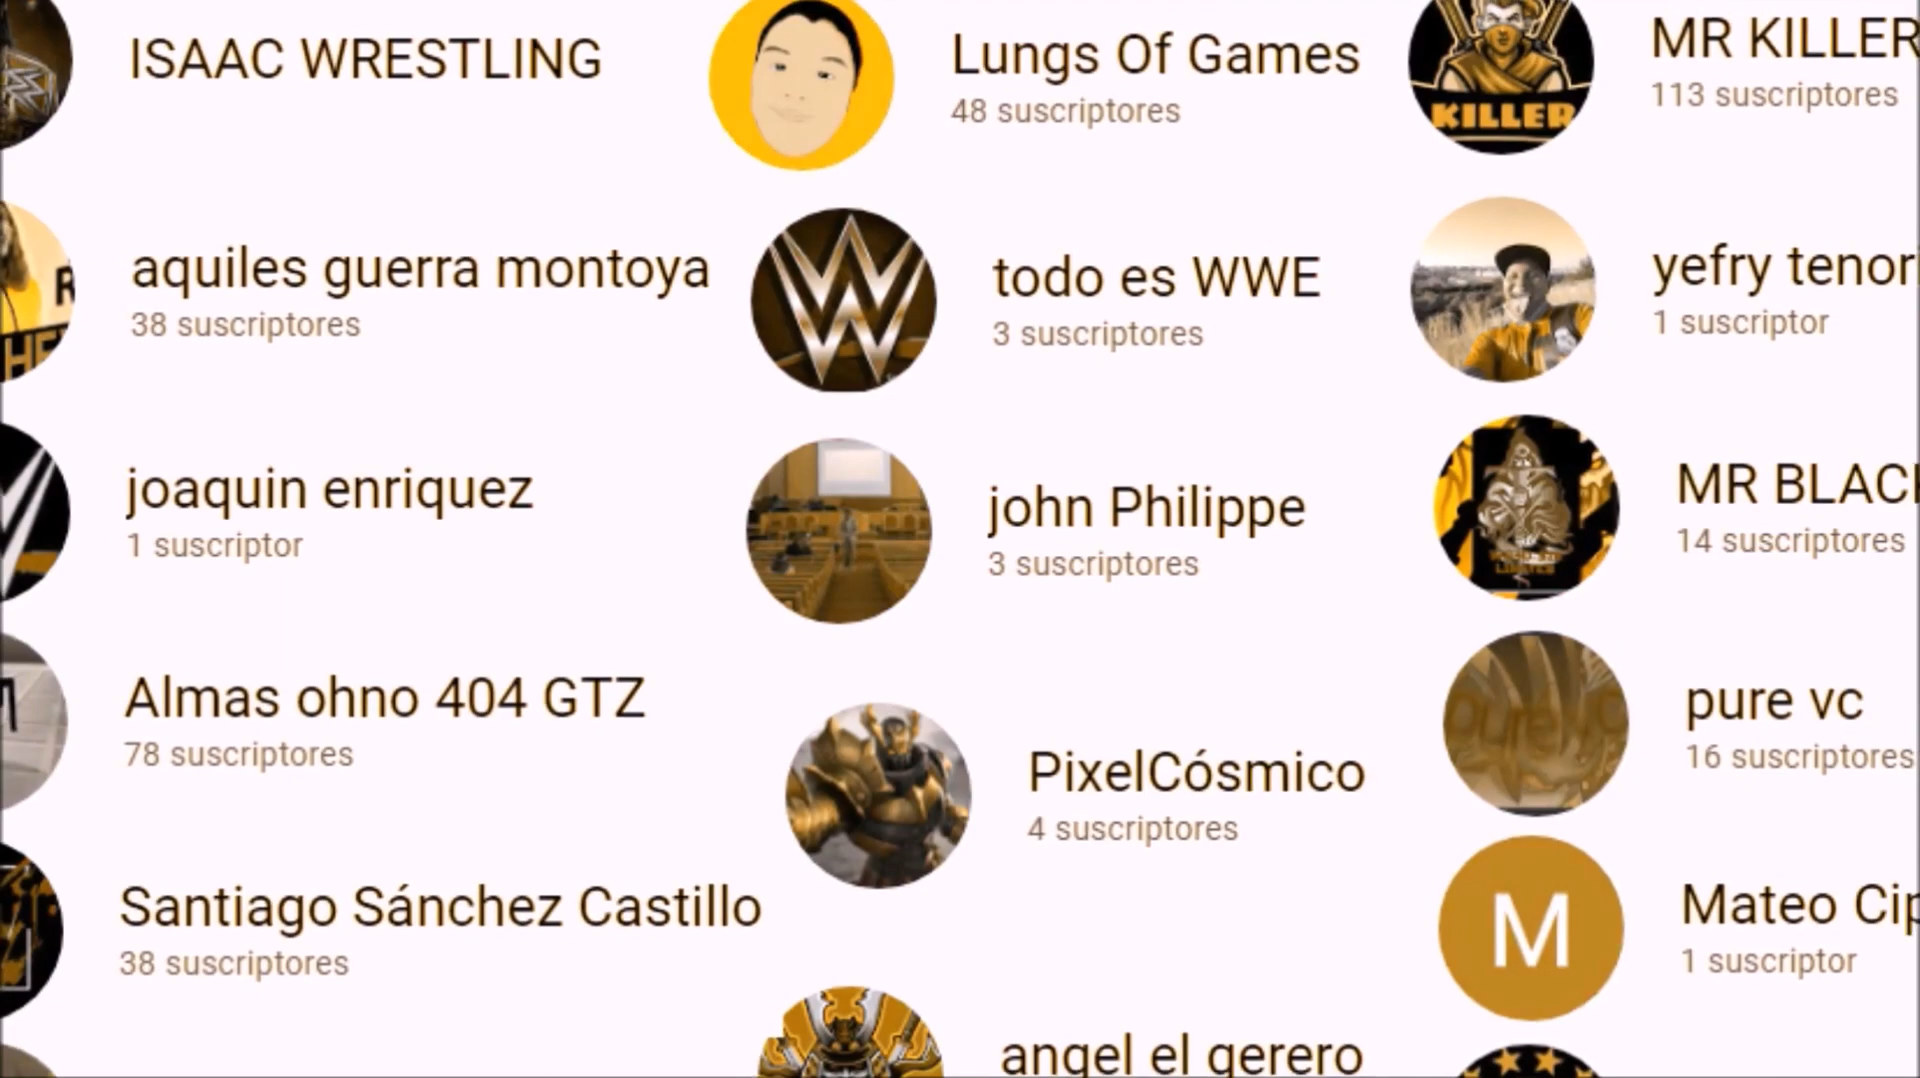 ISAAC WRESTLING
aquiles guerra montoya
38 suscriptores
joaquin enriquez
1 suscriptor
Almas ohno 404 GTZ
78 suscriptores
Santiago Sánchez Castillo
38 suscriptores
Lungs Of Games
48 suscriptores
todo es WWE
3 suscriptores
john Philippe
3 suscriptores
PixelCósmico
4 suscriptores
angel el gerero
KILLER
MR KILLER
113 suscriptores
yefry tenor
1 suscriptor
MR BLAC
14 suscriptores
pure vc
16 suscriptores
M
Mateo Cip
1 suscriptor